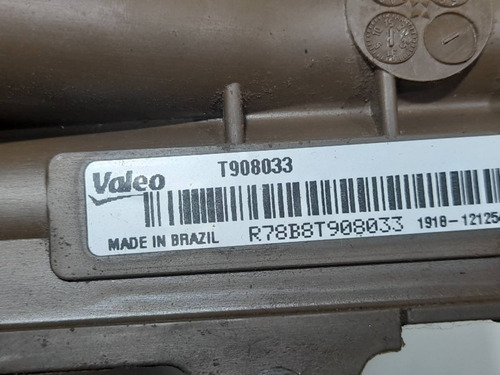 Valeo
T908033
MADE IN BRAZIL
R78B8T908033
1918-12125